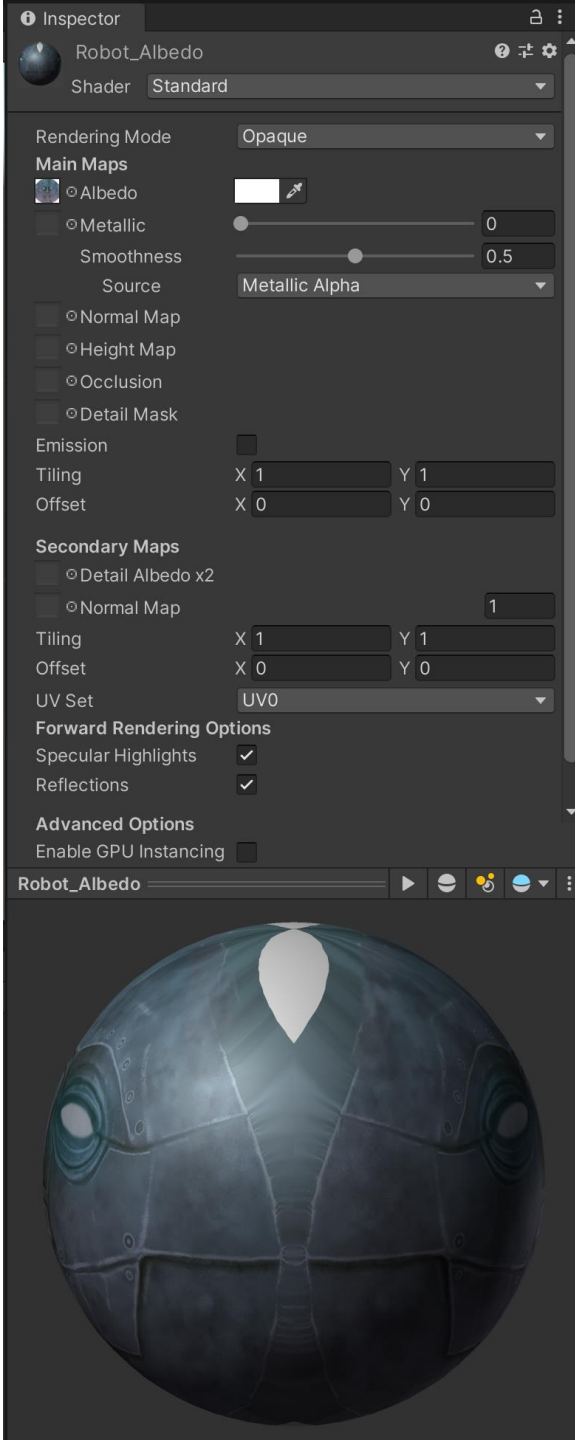 Inspector
Robot_Albedo
Shader Standard
Rendering Mode Opaque
Main Maps
Albedo
Metallic 0
Smoothness 0.5
Source Metallic Alpha
Normal Map
Height Map
Occlusion
Detail Mask
Emission
Tiling X 1 Y 1
Offset X 0 Y 0
Secondary Maps
Detail Albedo x2
Normal Map 1
Tiling X 1 Y 1
Offset X 0 Y 0
UV Set UV0
Forward Rendering Options
Specular Highlights
Reflections
Advanced Options
Enable GPU Instancing
Robot_Albedo